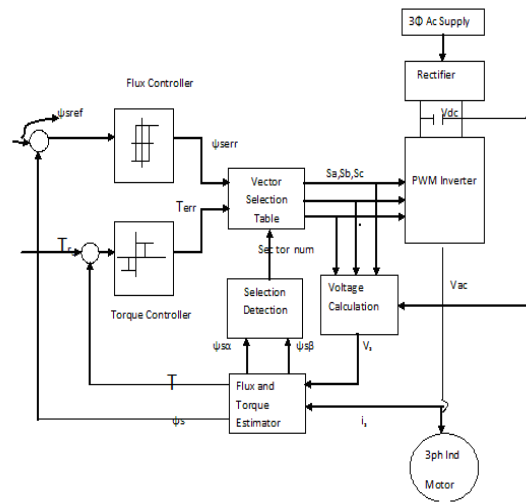 3Φ Ac Supply
Flux Controller
Rectifier
ψsref
Vdc
ψserr
Sa,Sb,Sc
PWM Inverter
Vector
Selection
Table
Terr
Sector num
Selection
Detection
Voltage
Calculation
Vac
Torque Controller
ψsα
ψsβ
Vs
T
Flux and
Torque
Estimator
ψs
is
3ph Ind
Motor